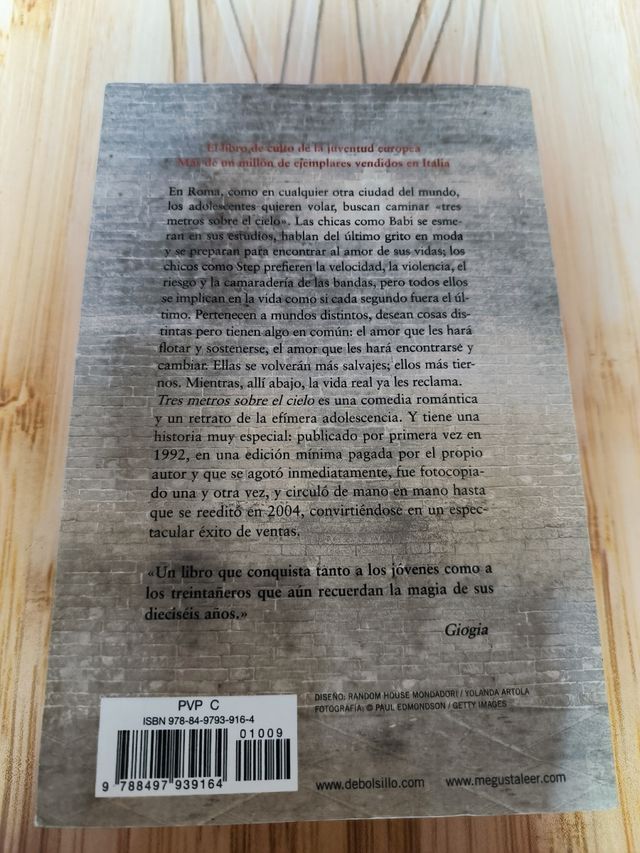 El libro de culto de la juventud europea
Más de un millón de ejemplares vendidos en Italia
En Roma, como en cualquier otra ciudad del mundo,
los adolescentes quieren volar, buscan caminar «tres
metros sobre el cielo». Las chicas como Babi se esme-
ran en sus estudios, hablan del último grito en moda
y se preparan para encontrar al amor de sus vidas; los
chicos como Step prefieren la velocidad, la violencia, el
riesgo y la camaradería de las bandas, pero todos ellos
se implican en la vida como si cada segundo fuera el úl-
timo. Pertenecen a mundos distintos, desean cosas dis-
tintas pero tienen algo en común: el amor que les hará
flotar y sostenerse, el amor que les hará encontrarse y
cambiar. Ellas se volverán más salvajes; ellos más tier-
nos. Mientras, allí abajo, la vida real ya les reclama.
Tres metros sobre el cielo es una comedia romántica
y un retrato de la efímera adolescencia. Y tiene una
historia muy especial: publicado por primera vez en
1992, en una edición mínima pagada por el propio
autor y que se agotó inmediatamente, fue fotocopia-
do una y otra vez, y circuló de mano en mano hasta
que se reeditó en 2004, convirtiéndose en un espec-
tacular éxito de ventas.
«Un libro que conquista tanto a los jóvenes como a
los treintañeros que aún recuerdan la magia de sus
dieciséis años.»
Giogia
DISEÑO: RANDOM HOUSE MONDADORI / YOLANDA ARTOLA
FOTOGRAFÍA: © PAUL EDMONDSON / GETTY IMAGES
PVP C
ISBN 978-84-9793-916-4
01009
9 788497 939164
www.debolsillo.com www.megustaleer.com